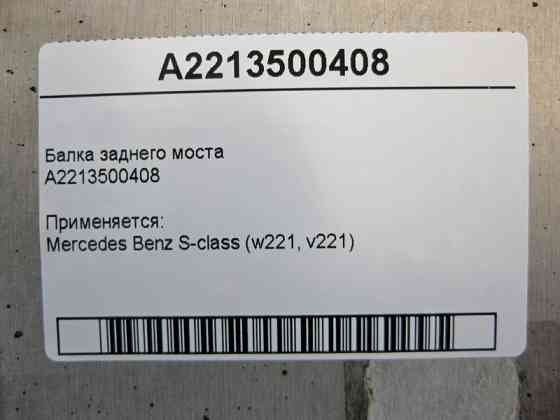 A2213500408
Балка заднего моста
A2213500408
Применяется:
Mercedes Benz S-class (w221, v221)